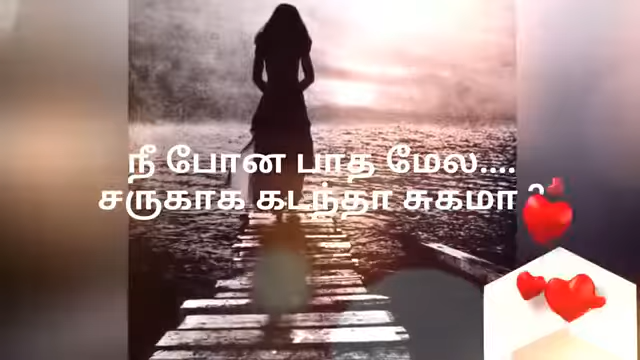 நீ போன பாத மேல....
சருகாக கடந்தா சுகமா ?